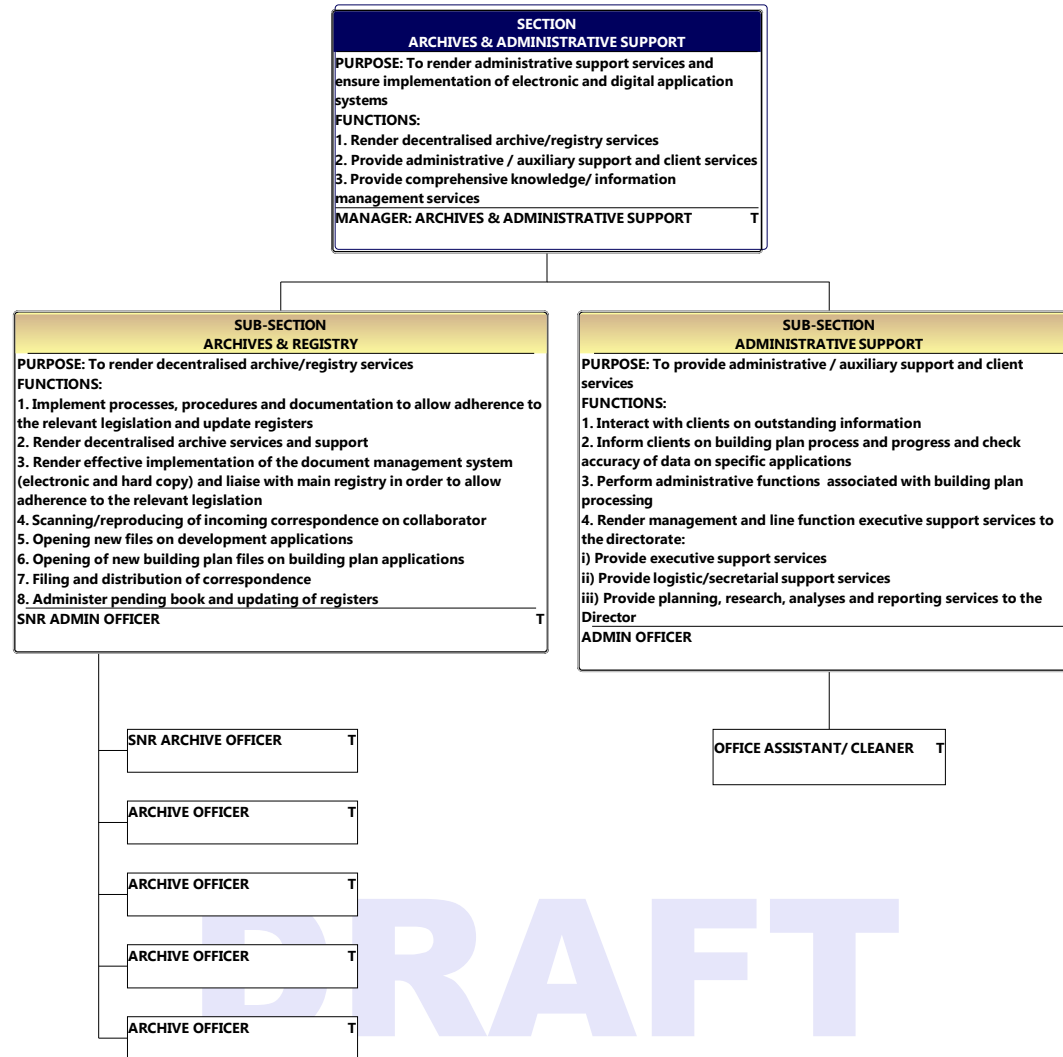 SECTION
ARCHIVES & ADMINISTRATIVE SUPPORT
PURPOSE: To render administrative support services and
ensure implementation of electronic and digital application
systems
FUNCTIONS:
1. Render decentralised archive/registry services
2. Provide administrative / auxiliary support and client services
3. Provide comprehensive knowledge/ information
management services
MANAGER: ARCHIVES & ADMINISTRATIVE SUPPORT T
SUB-SECTION
ARCHIVES & REGISTRY
PURPOSE: To render decentralised archive/registry services
FUNCTIONS:
1. Implement processes, procedures and documentation to allow adherence to
the relevant legislation and update registers
2. Render decentralised archive services and support
3. Render effective implementation of the document management system
(electronic and hard copy) and liaise with main registry in order to allow
adherence to the relevant legislation
4. Scanning/reproducing of incoming correspondence on collaborator
5. Opening new files on development applications
6. Opening of new building plan files on building plan applications
7. Filing and distribution of correspondence
8. Administer pending book and updating of registers
SNR ADMIN OFFICER T
SUB-SECTION
ADMINISTRATIVE SUPPORT
PURPOSE: To provide administrative / auxiliary support and client
services
FUNCTIONS:
1. Interact with clients on outstanding information
2. Inform clients on building plan process and progress and check
accuracy of data on specific applications
3. Perform administrative functions associated with building plan
processing
4. Render management and line function executive support services to
the directorate:
i) Provide executive support services
ii) Provide logistic/secretarial support services
iii) Provide planning, research, analyses and reporting services to the
Director
ADMIN OFFICER
SNR ARCHIVE OFFICER T
ARCHIVE OFFICER T
ARCHIVE OFFICER T
ARCHIVE OFFICER T
ARCHIVE OFFICER T
OFFICE ASSISTANT/ CLEANER T
DRAFT